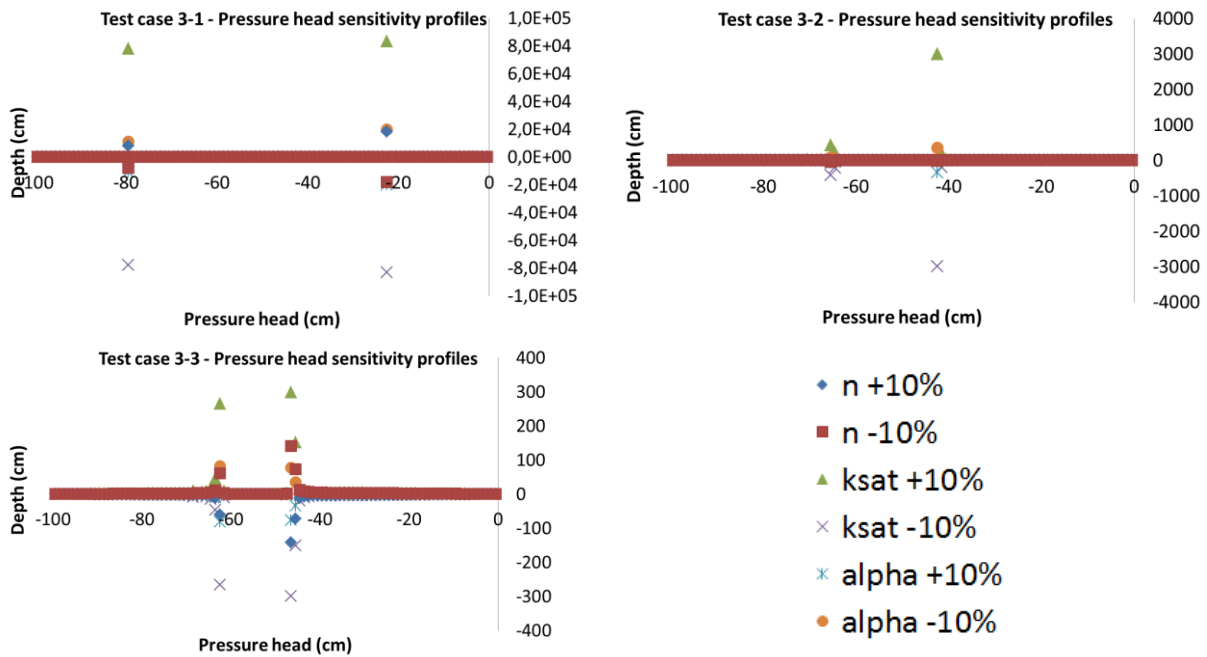 Test case 3-1 - Pressure head sensitivity profiles
1,0E+05
8,0E+04
6,0E+04
4,0E+04
2,0E+04
0,0E+00
-2,0E+04
-4,0E+04
-6,0E+04
-8,0E+04
-1,0E+05
Depth (cm)
-100 -80 -60 -40 -20 0
Pressure head (cm)
Test case 3-2 - Pressure head sensitivity profiles
4000
3000
2000
1000
0
-1000
-2000
-3000
-4000
Depth (cm)
-100 -80 -60 -40 -20 0
Pressure head (cm)
Test case 3-3 - Pressure head sensitivity profiles
400
300
200
100
0
-100
-200
-300
-400
Depth (cm)
-100 -80 -60 -40 -20 0
Pressure head (cm)
n +10%
n -10%
ksat +10%
ksat -10%
alpha +10%
alpha -10%